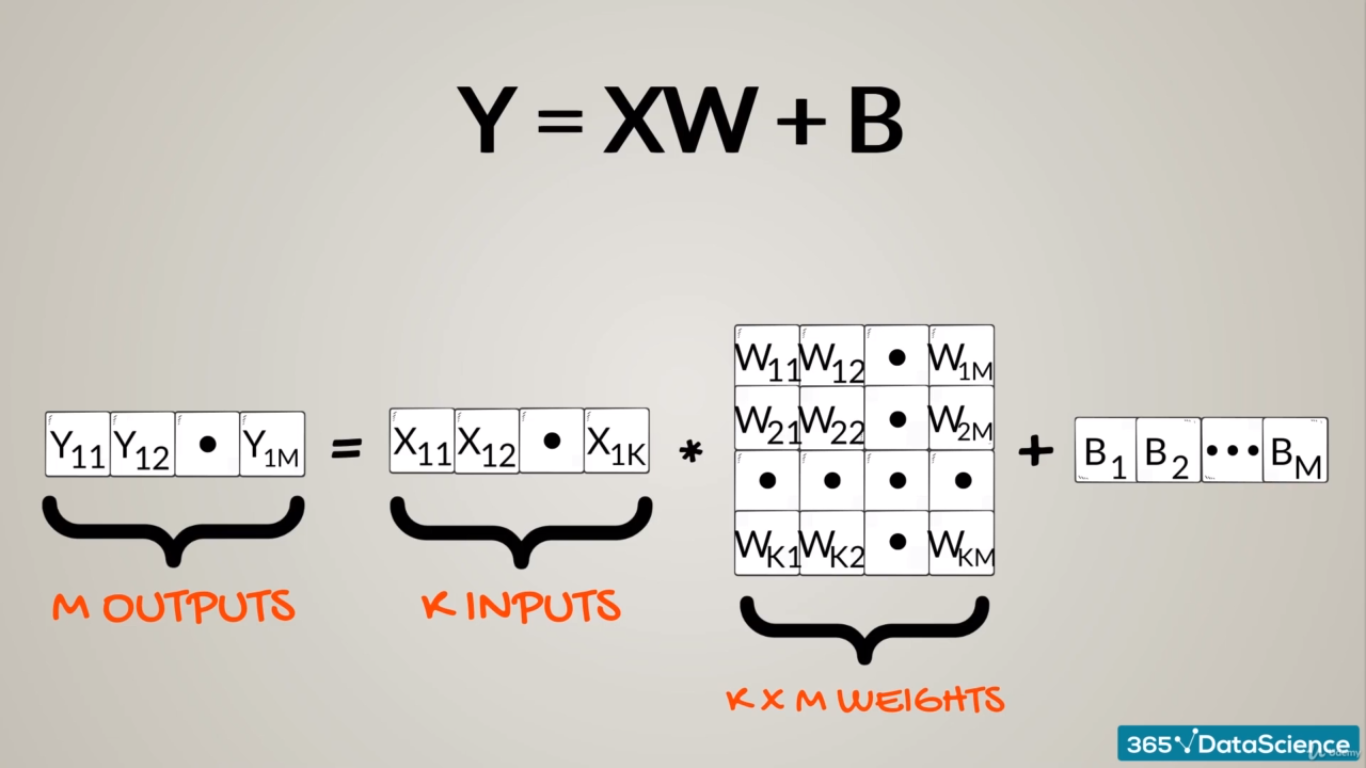 Y = XW + B
Y11 Y12 • Y1M = X11 X12 • X1K * W11 W12 • W1M + B1 B2 ••• BM
W21 W22 • W2M
• • • •
WK1 WK2 • WKM
M OUTPUTS
K INPUTS
K X M WEIGHTS
365 DataScience
Udemy